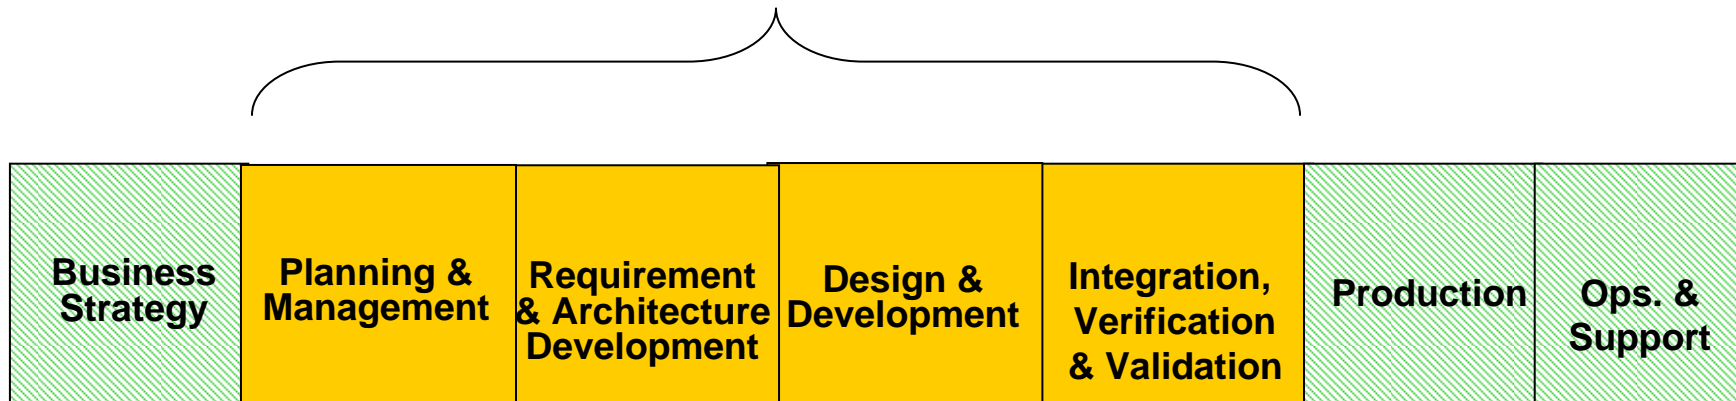 Business
Strategy
Planning &
Management
Requirement
& Architecture
Development
Design &
Development
Integration,
Verification
& Validation
Production
Ops. &
Support